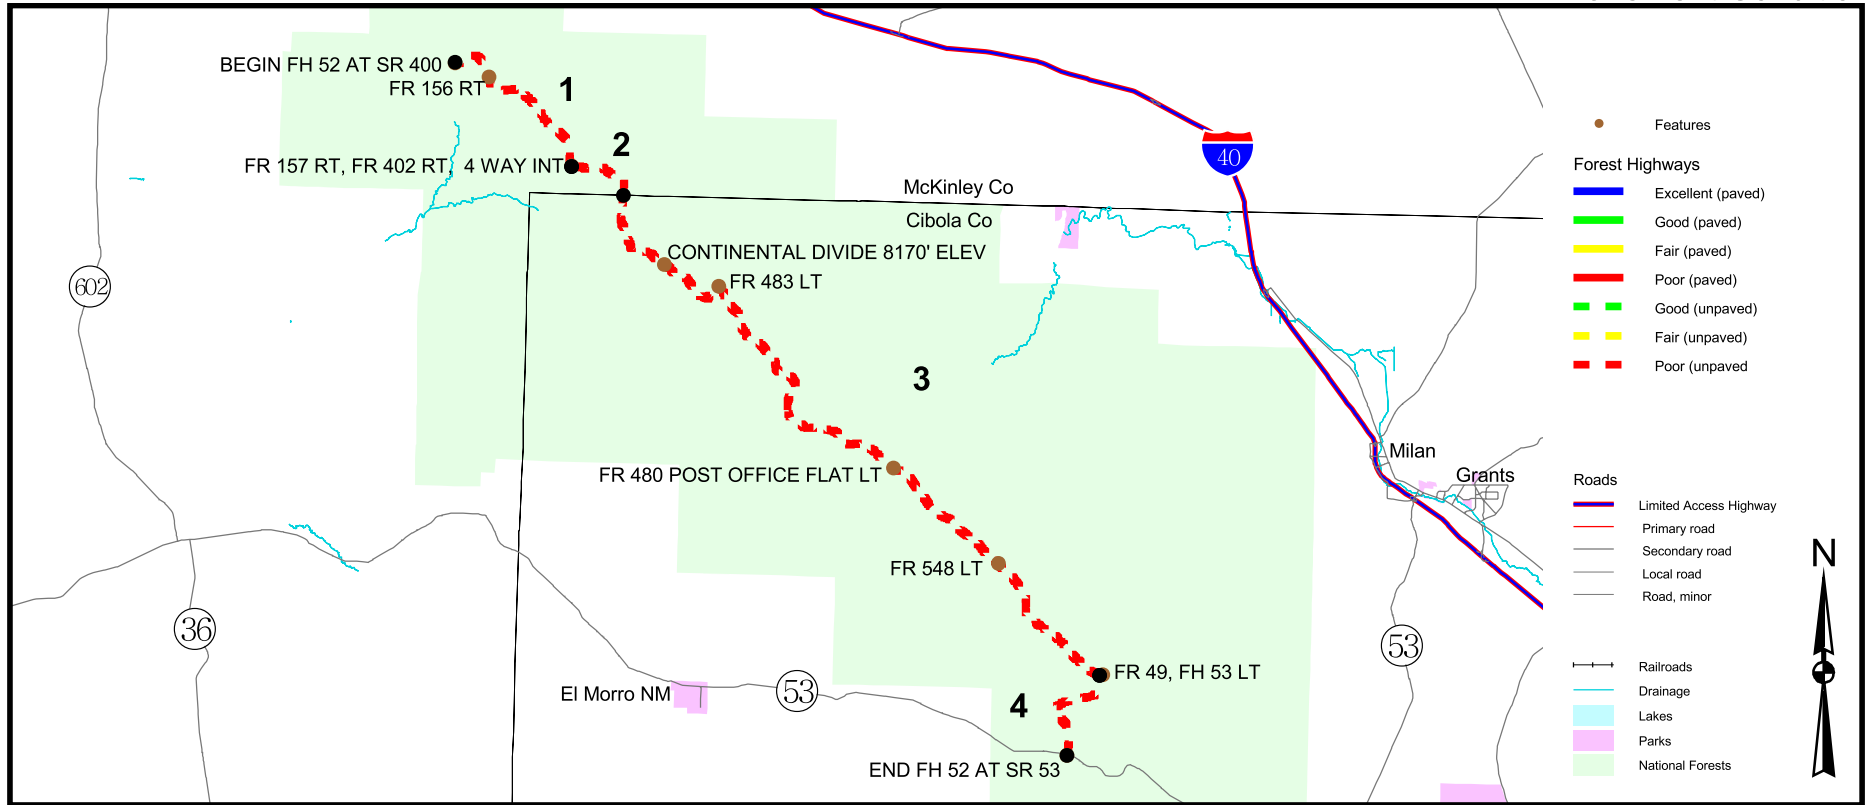 BEGIN FH 52 AT SR 400
FR 156 RT
1
2
FR 157 RT, FR 402 RT, 4 WAY INT
40
McKinley Co
Cibola Co
CONTINENTAL DIVIDE 8170' ELEV
FR 483 LT
602
3
Milan
Grants
FR 480 POST OFFICE FLAT LT
FR 548 LT
36
53
FR 49, FH 53 LT
El Morro NM
53
4
END FH 52 AT SR 53
Features
Forest Highways
Excellent (paved)
Good (paved)
Fair (paved)
Poor (paved)
Good (unpaved)
Fair (unpaved)
Poor (unpaved
Roads
Limited Access Highway
Primary road
Secondary road
Local road
Road, minor
N
Railroads
Drainage
Lakes
Parks
National Forests